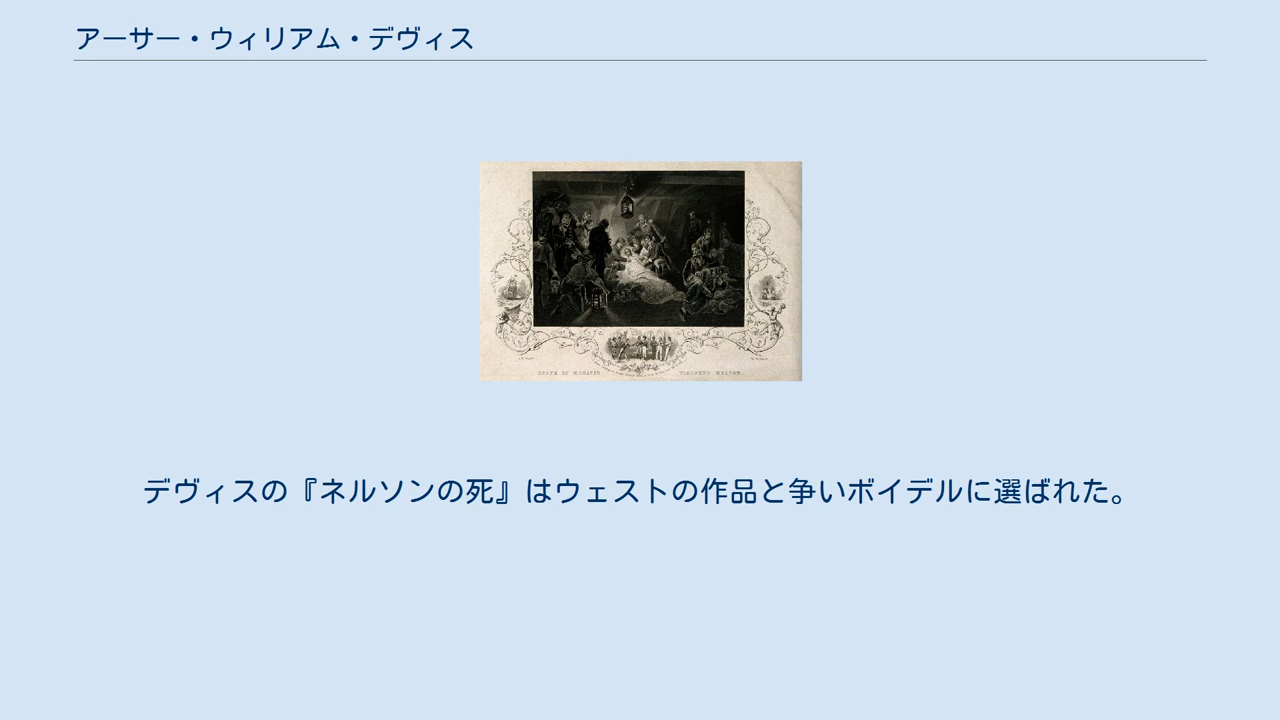 アーサー・ウィリアム・デヴィス
デヴィスの『ネルソンの死』はウェストの作品と争いボイデルに選ばれた。